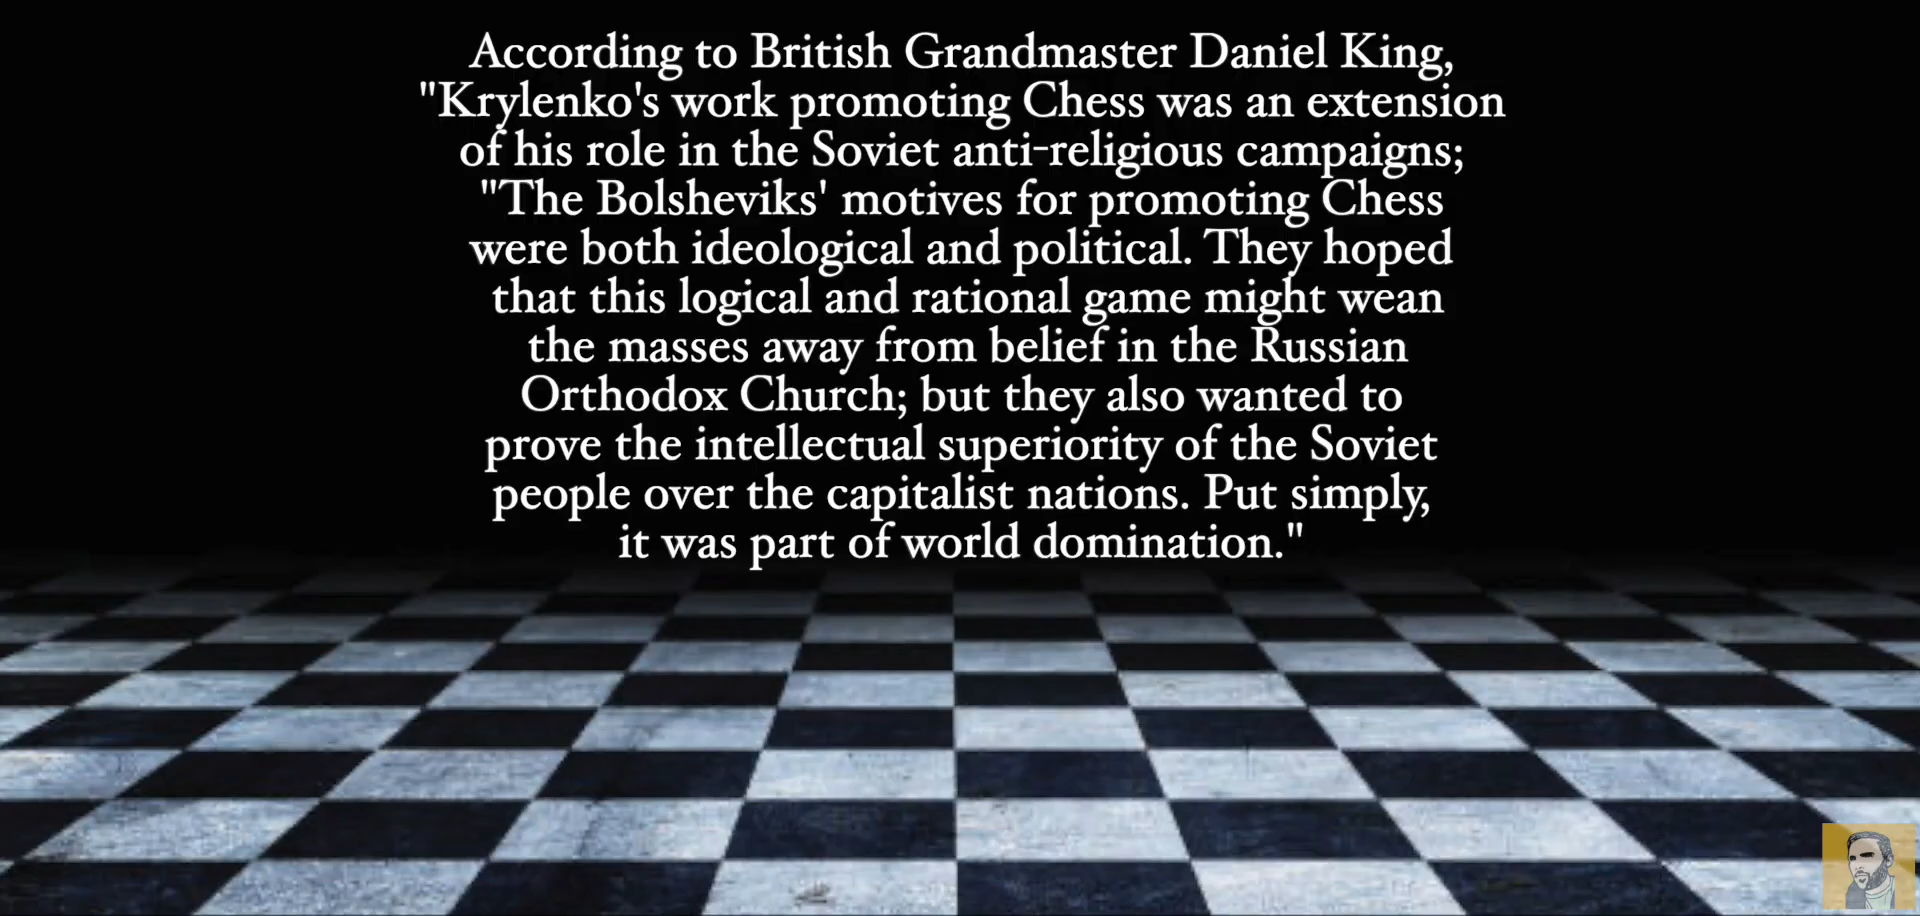 According to British Grandmaster Daniel King,
"Krylenko's work promoting Chess was an extension
of his role in the Soviet anti-religious campaigns;
"The Bolsheviks' motives for promoting Chess
were both ideological and political. They hoped
that this logical and rational game might wean
the masses away from belief in the Russian
Orthodox Church; but they also wanted to
prove the intellectual superiority of the Soviet
people over the capitalist nations. Put simply,
it was part of world domination."